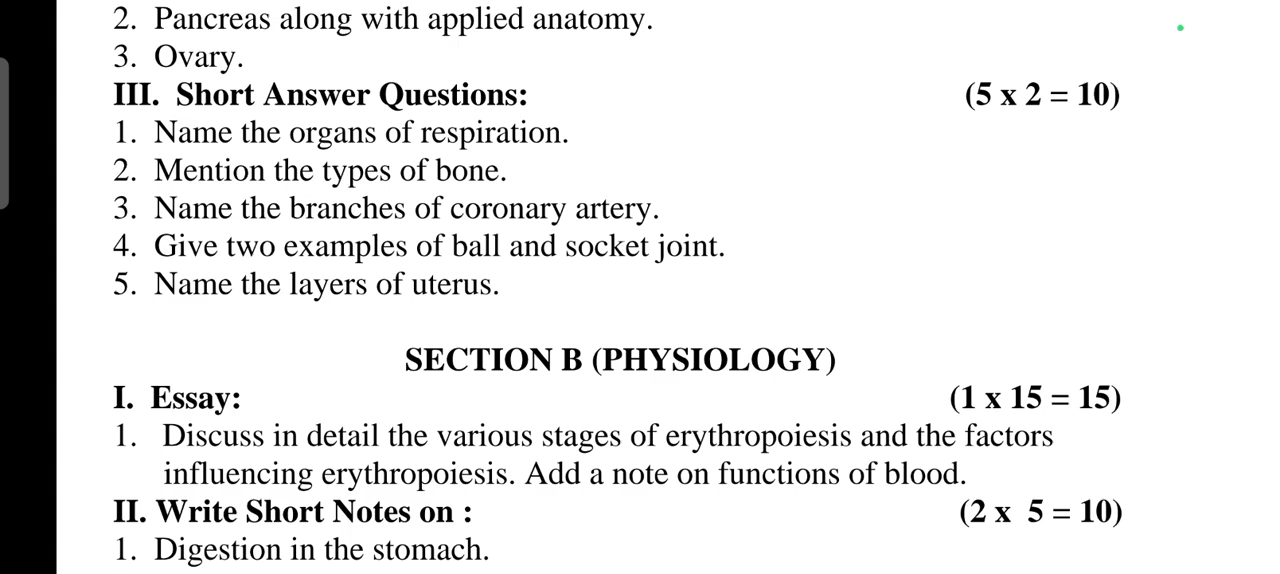 2. Pancreas along with applied anatomy.
3. Ovary.
III. Short Answer Questions: (5 x 2 = 10)
1. Name the organs of respiration.
2. Mention the types of bone.
3. Name the branches of coronary artery.
4. Give two examples of ball and socket joint.
5. Name the layers of uterus.
SECTION B (PHYSIOLOGY)
I. Essay: (1 x 15 = 15)
1. Discuss in detail the various stages of erythropoiesis and the factors
influencing erythropoiesis. Add a note on functions of blood.
II. Write Short Notes on : (2 x 5 = 10)
1. Digestion in the stomach.